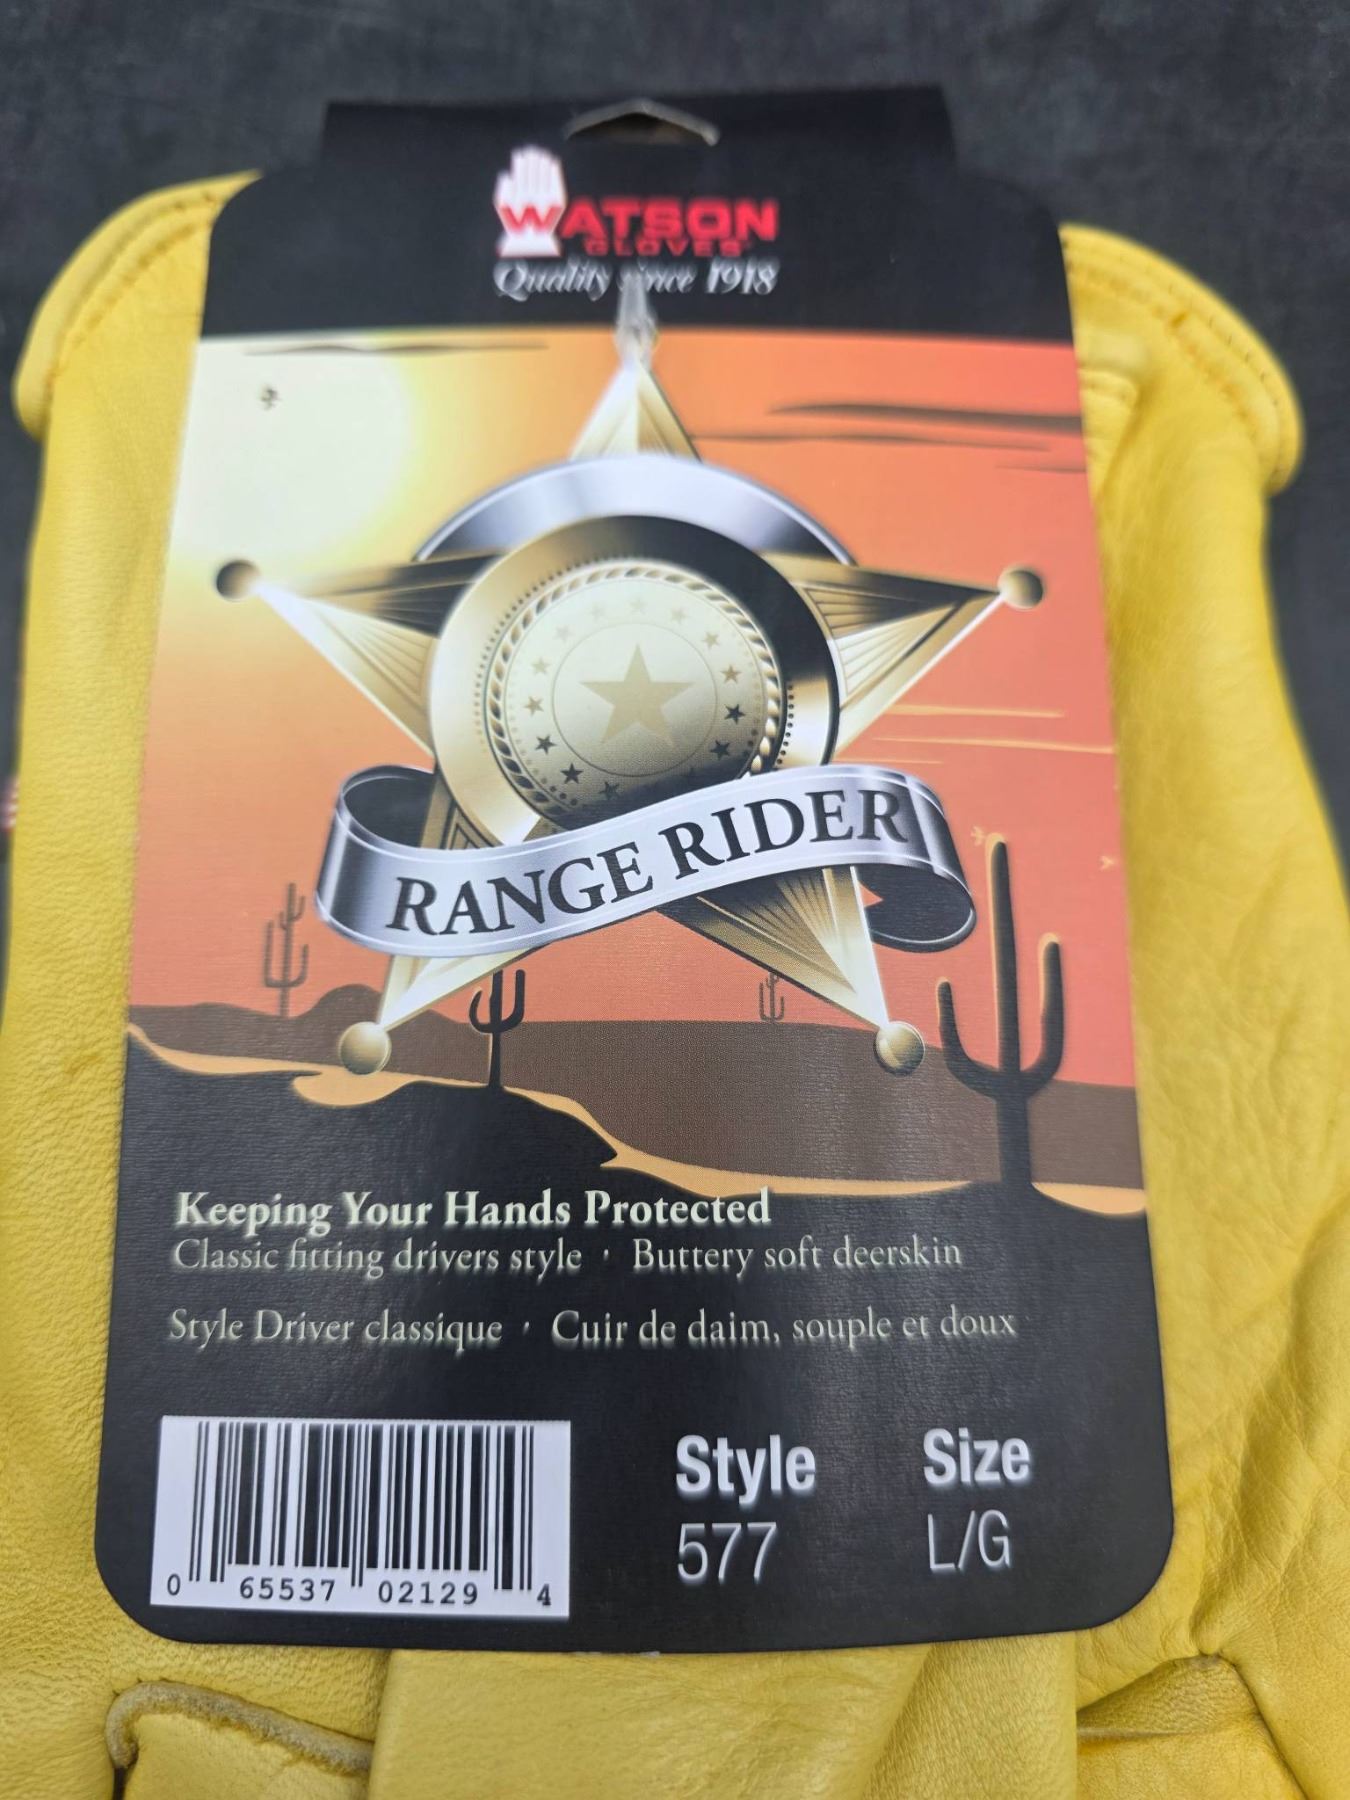 WATSON
GLOVES
Quality since 1918
RANGE RIDER
Keeping Your Hands Protected
Classic fitting drivers style · Buttery soft deerskin
Style Driver classique · Cuir de daim, souple et doux
Style Size
577 L/G
0 65537 02129 4